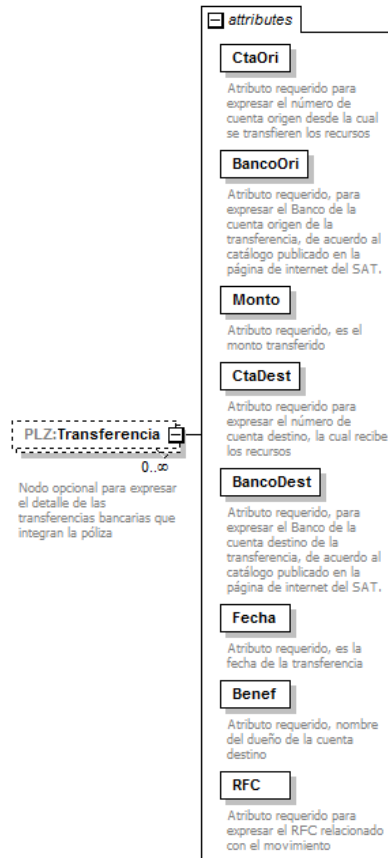 attributes
CtaOri
Atributo requerido para
expresar el número de
cuenta origen desde la cual
se transfieren los recursos
BancoOri
Atributo requerido, para
expresar el Banco de la
cuenta origen de la
transferencia, de acuerdo al
catálogo publicado en la
página de internet del SAT.
Monto
Atributo requerido, es el
monto transferido
CtaDest
Atributo requerido para
expresar el número de
cuenta destino, la cual recibe
los recursos
PLZ:Transferencia
0..∞
Nodo opcional para expresar
el detalle de las
transferencias bancarias que
integran la póliza
BancoDest
Atributo requerido, para
expresar el Banco de la
cuenta destino de la
transferencia, de acuerdo al
catálogo publicado en la
página de internet del SAT.
Fecha
Atributo requerido, es la
fecha de la transferencia
Benef
Atributo requerido, nombre
del dueño de la cuenta
destino
RFC
Atributo requerido para
expresar el RFC relacionado
con el movimiento